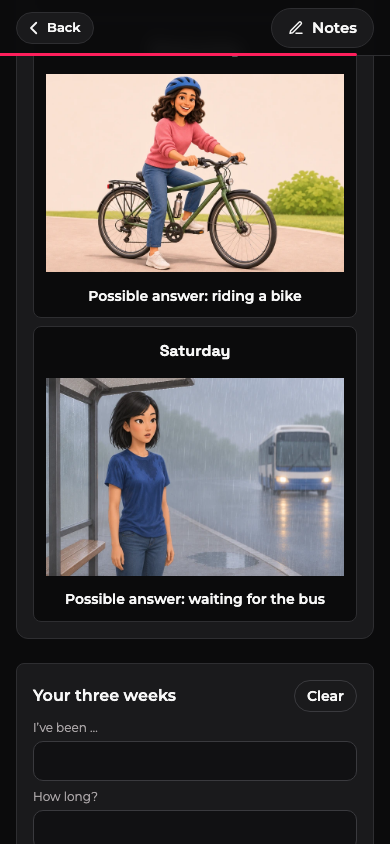 Back
Notes
Possible answer: riding a bike
Saturday
Possible answer: waiting for the bus
Your three weeks
Clear
I've been ...
How long?